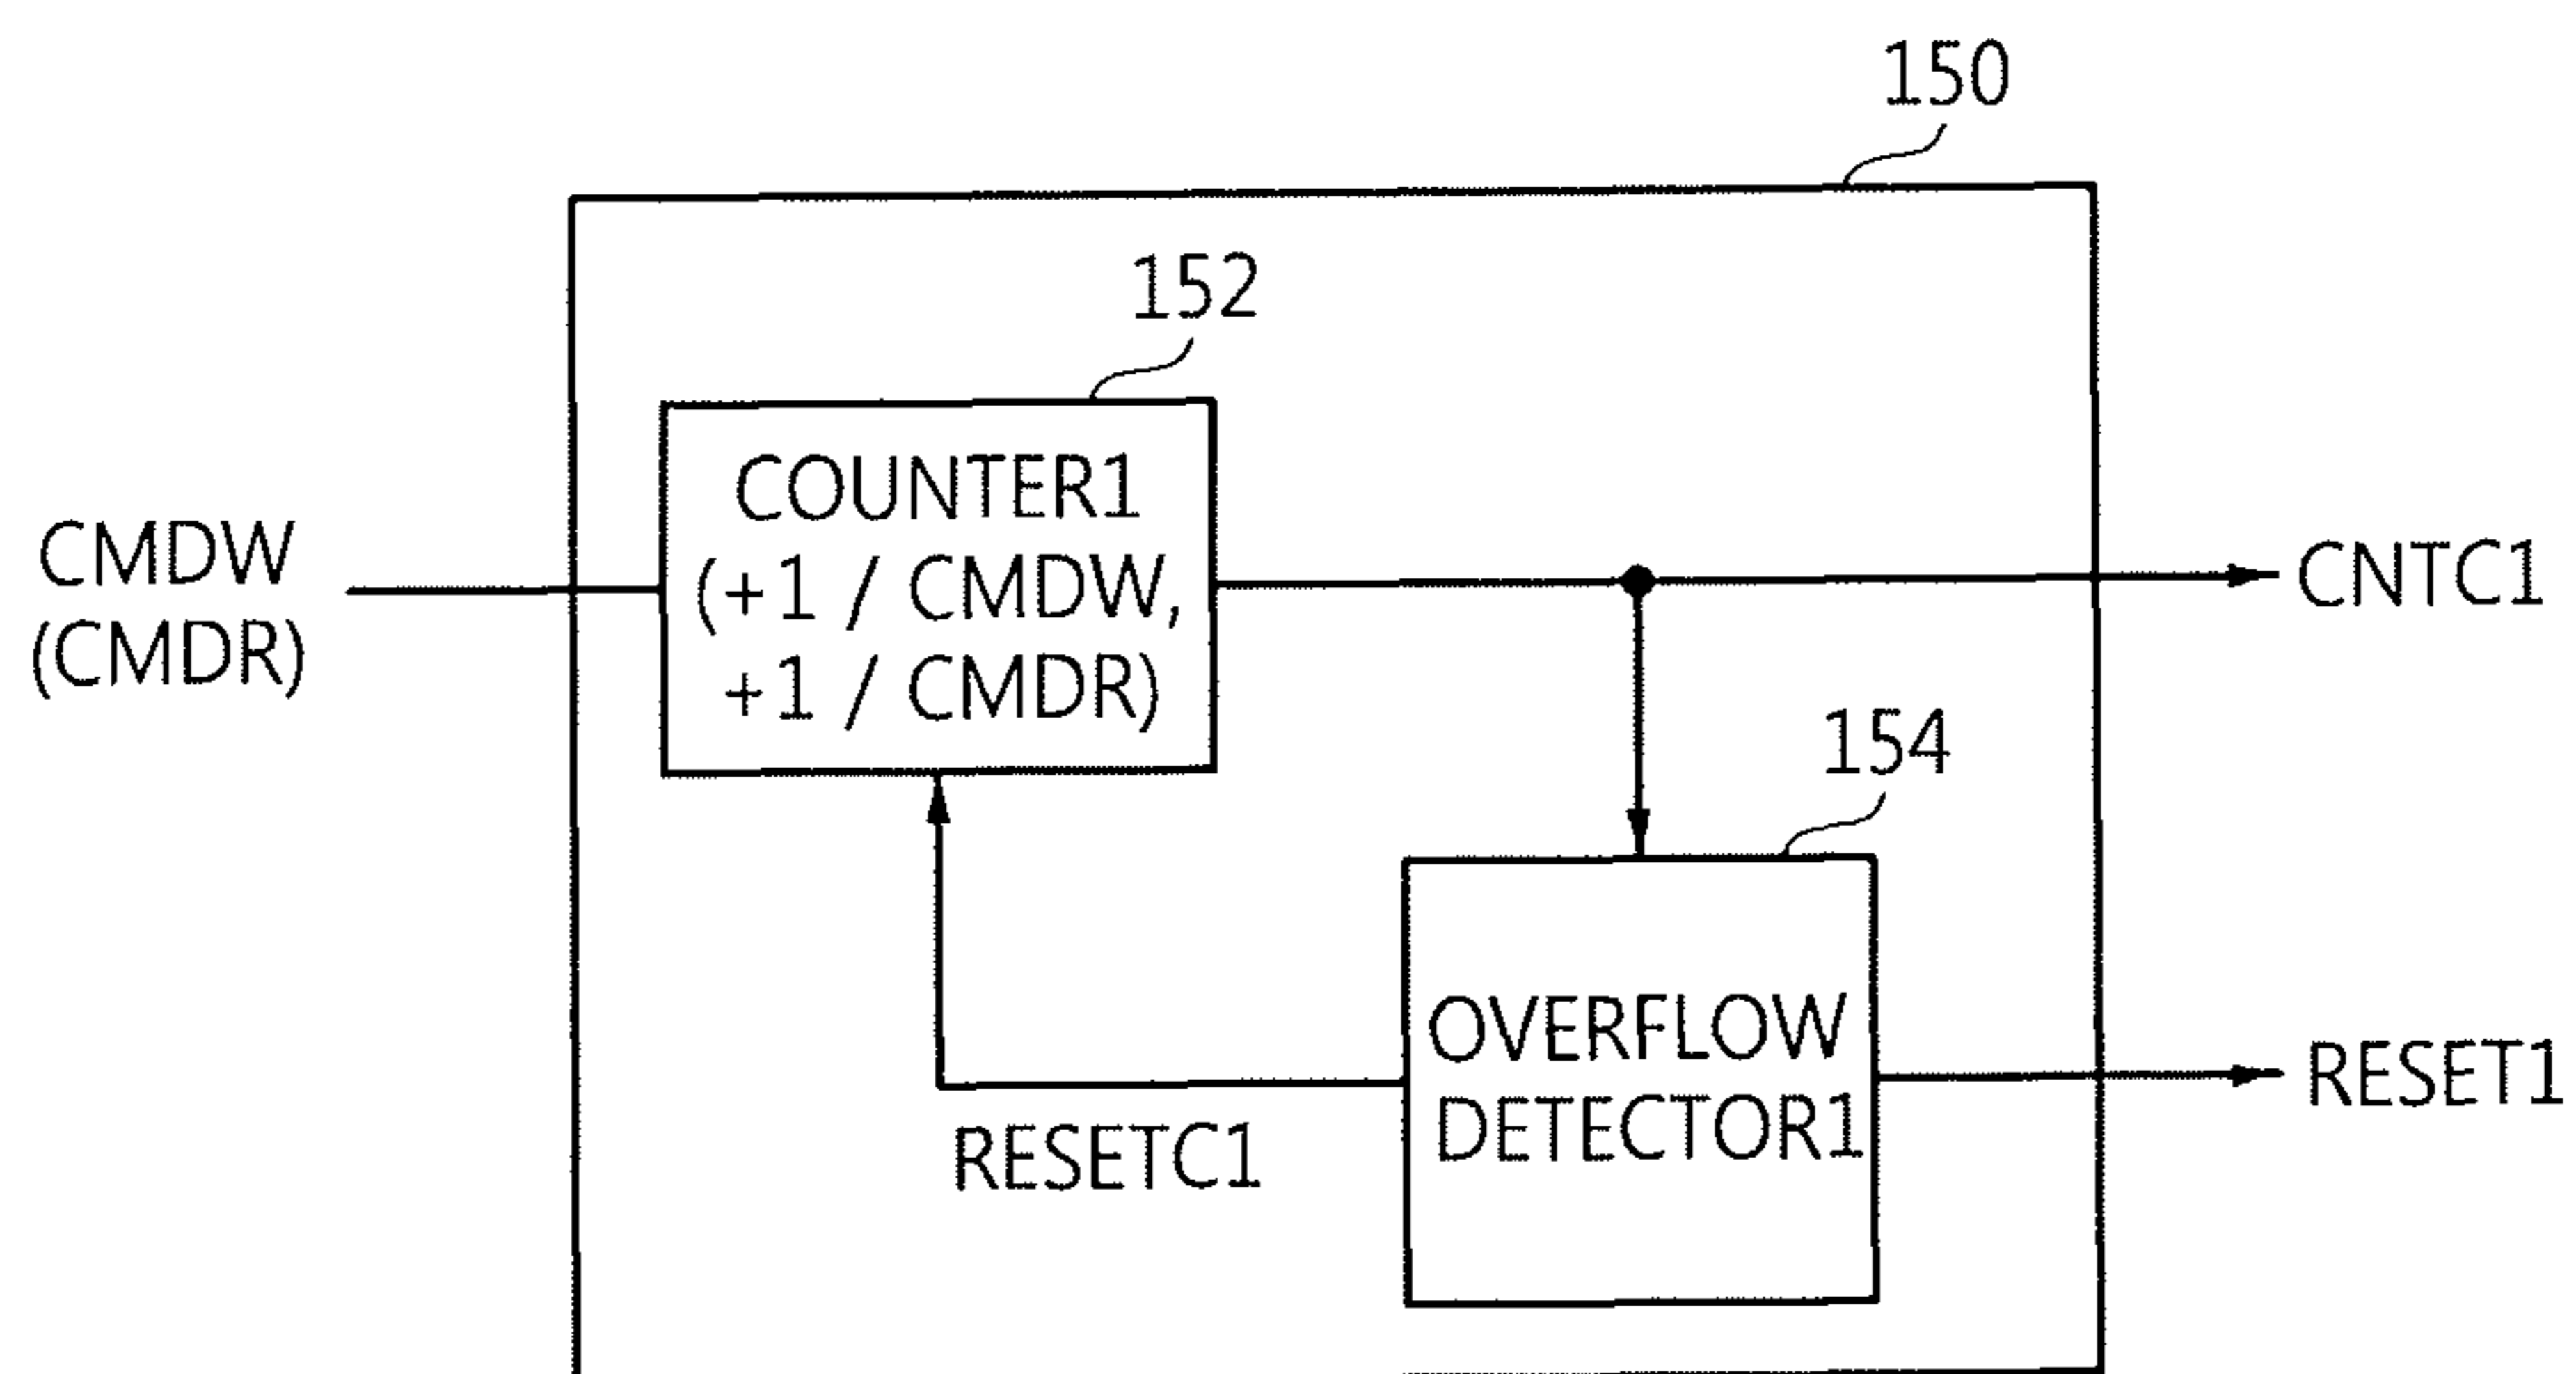 150
152
COUNTER1
(+1 / CMDW,
+1 / CMDR)
CMDW
(CMDR)
CNTC1
154
OVERFLOW
DETECTOR1
RESETC1
RESET1